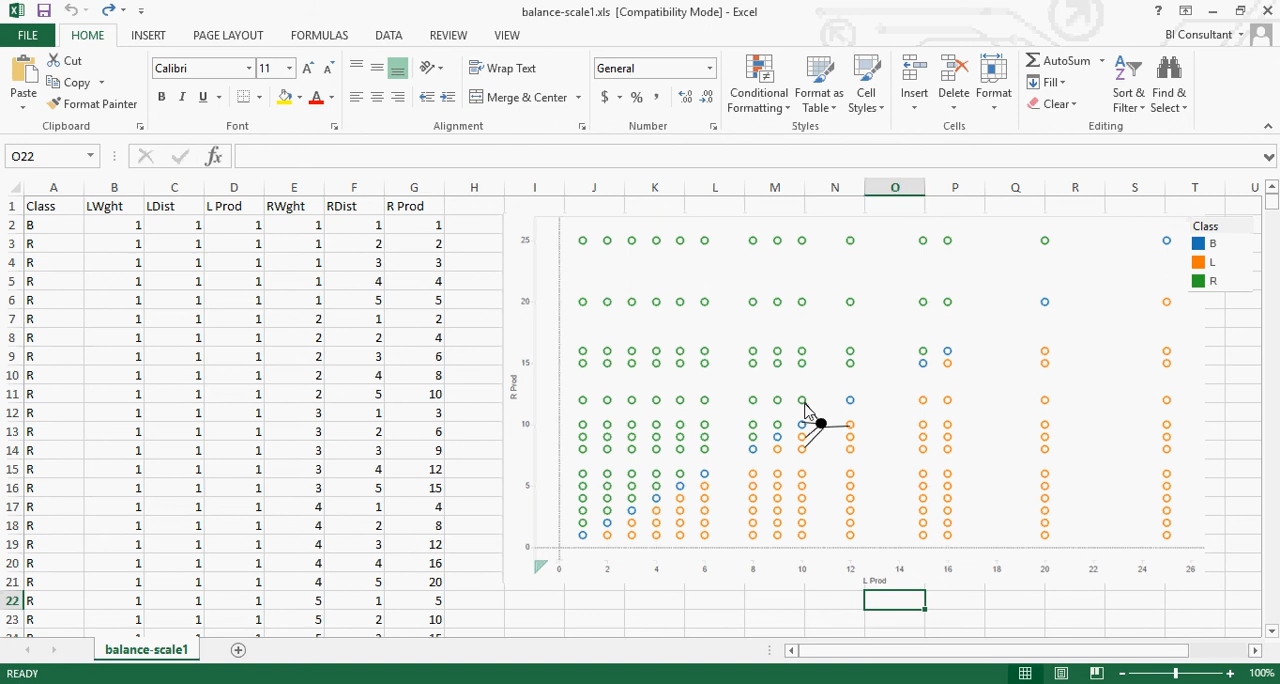 balance-scale1.xls [Compatibility Mode] - Excel
?
FILE HOME INSERT PAGE LAYOUT FORMULAS DATA REVIEW VIEW BI Consultant
Paste Cut Copy Format Painter Clipboard
Calibri 11 A A B I U A Font
Wrap Text Merge & Center Alignment
General $ % , .0 .00 Number
Conditional Formatting Format as Table Cell Styles Styles
Insert Delete Format Cells
AutoSum Fill Clear Sort & Filter Find & Select Editing
O22 fx
A B C D E F G H I J K L M N O P Q R S T U
1 Class LWght LDist L Prod RWght RDist R Prod
2 B 1 1 1 1 1 1
3 R 1 1 1 1 2 2
4 R 1 1 1 1 3 3
5 R 1 1 1 1 4 4
6 R 1 1 1 1 5 5
7 R 1 1 1 2 1 2
8 R 1 1 1 2 2 4
9 R 1 1 1 2 3 6
10 R 1 1 1 2 4 8
11 R 1 1 1 2 5 10
12 R 1 1 1 3 1 3
13 R 1 1 1 3 2 6
14 R 1 1 1 3 3 9
15 R 1 1 1 3 4 12
16 R 1 1 1 3 5 15
17 R 1 1 1 4 1 4
18 R 1 1 1 4 2 8
19 R 1 1 1 4 3 12
20 R 1 1 1 4 4 16
21 R 1 1 1 4 5 20
22 R 1 1 1 5 1 5
23 R 1 1 1 5 2 10
Class
B
L
R
25
20
15
10
5
0
R Prod
0 2 4 6 8 10 12 14 16 18 20 22 24 26
L Prod
balance-scale1
READY 100%